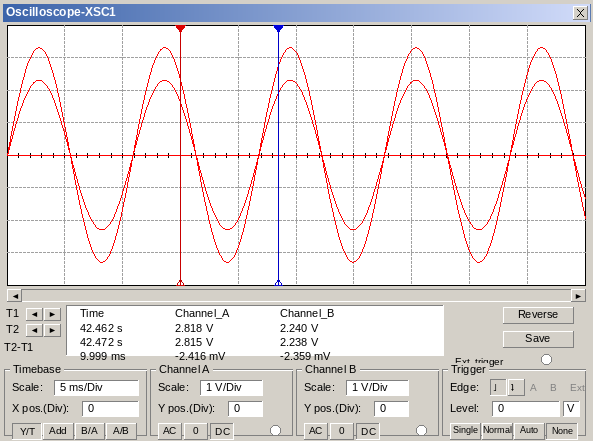 Oscilloscope-XSC1
T1
T2
T2-T1
Time Channel_A Channel_B
42.462 s 2.818 V 2.240 V
42.472 s 2.815 V 2.238 V
9.999 ms -2.416 mV -2.359 mV
Reverse
Save
Ext. trigger
Timebase
Scale: 5 ms/Div
X pos.(Div): 0
Y/T Add B/A A/B
Channel A
Scale: 1 V/Div
Y pos.(Div): 0
AC 0 DC
Channel B
Scale: 1 V/Div
Y pos.(Div): 0
AC 0 DC
Trigger
Edge: A B Ext
Level: 0 V
Single Normal Auto None